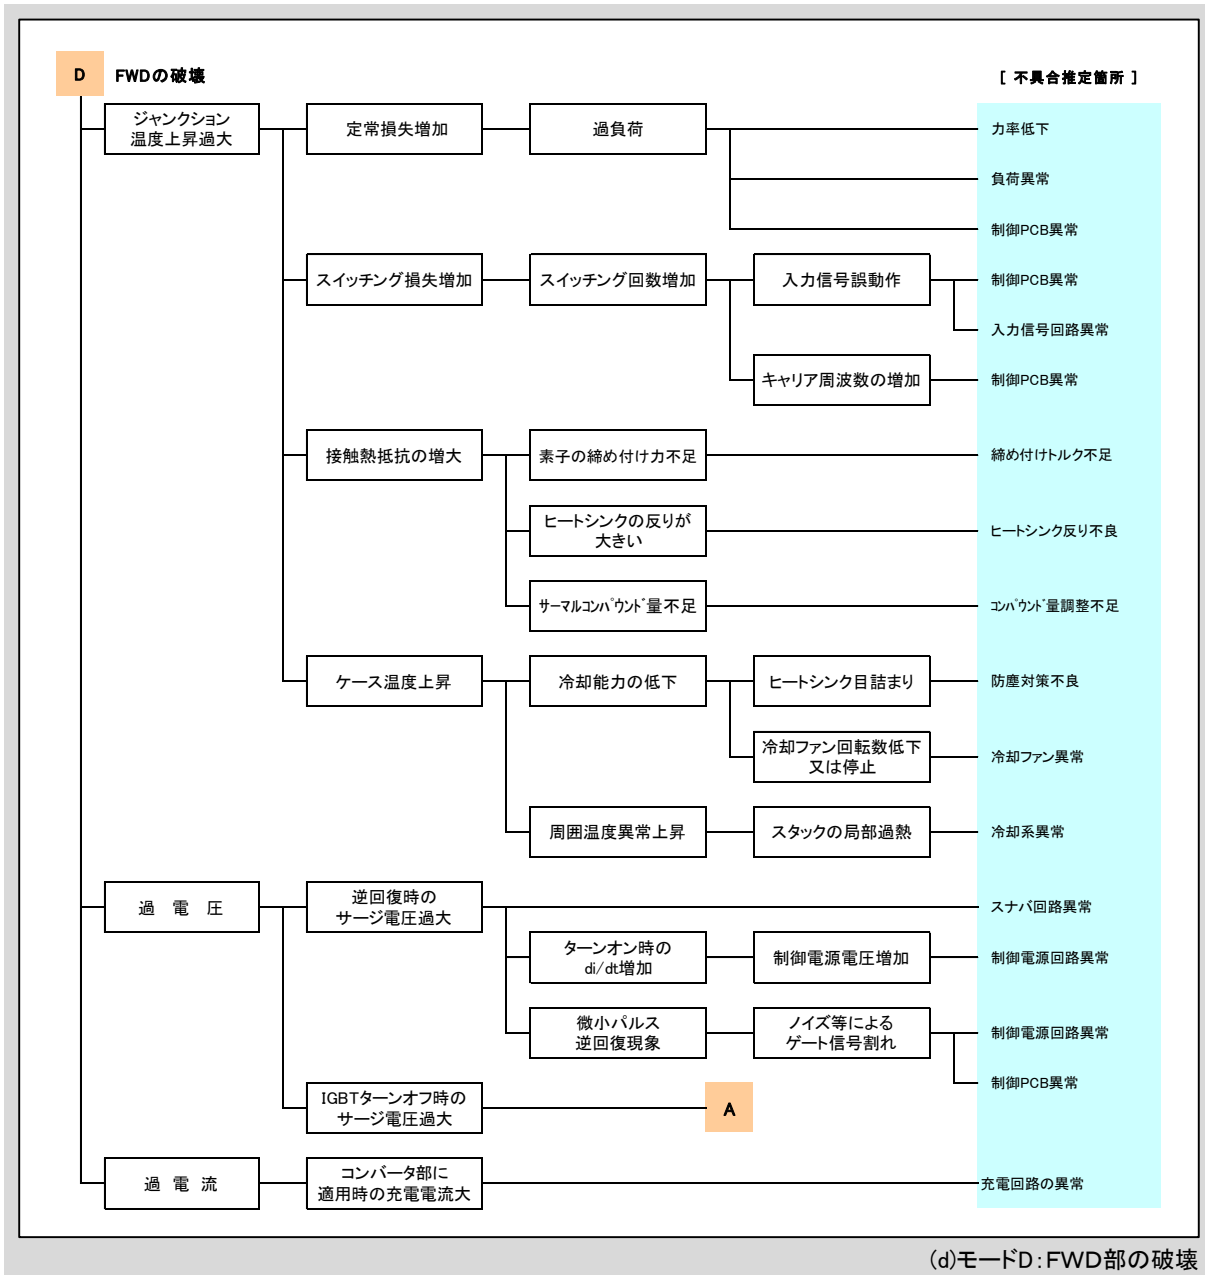 D
FWDの破壊
[ 不具合推定箇所 ]
ジャンクション
温度上昇過大
定常損失増加
過負荷
力率低下
負荷異常
制御PCB異常
スイッチング損失増加
スイッチング回数増加
入力信号誤動作
制御PCB異常
入力信号回路異常
キャリア周波数の増加
制御PCB異常
接触熱抵抗の増大
素子の締め付け力不足
締め付けトルク不足
ヒートシンクの反りが
大きい
ヒートシンク反り不良
ｻｰﾏﾙｺﾝﾊﾟｳﾝﾄﾞ量不足
ｺﾝﾊﾟｳﾝﾄﾞ量調整不足
ケース温度上昇
冷却能力の低下
ヒートシンク目詰まり
防塵対策不良
冷却ファン回転数低下
又は停止
冷却ファン異常
周囲温度異常上昇
スタックの局部過熱
冷却系異常
過 電 圧
逆回復時の
サージ電圧過大
スナバ回路異常
ターンオン時の
di/dt増加
制御電源電圧増加
制御電源回路異常
微小パルス
逆回復現象
ノイズ等による
ゲート信号割れ
制御電源回路異常
制御PCB異常
IGBTターンオフ時の
サージ電圧過大
A
過 電 流
コンバータ部に
適用時の充電電流大
充電回路の異常
(d)モードD：FWD部の破壊